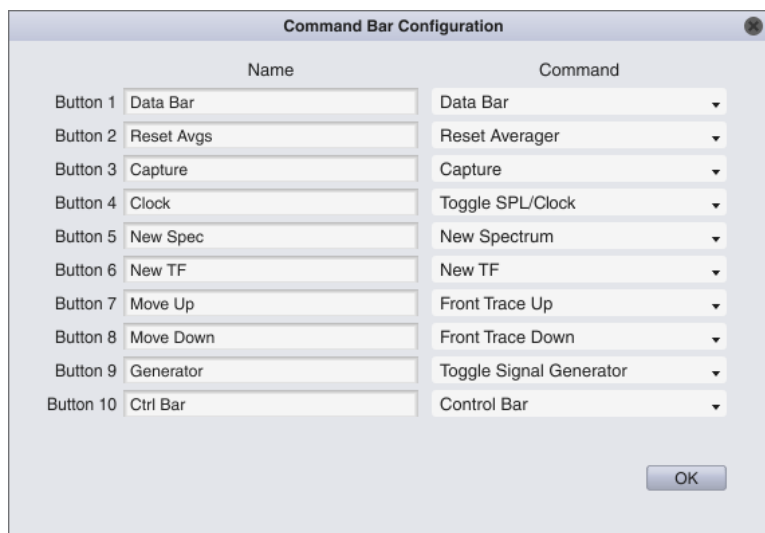 Command Bar Configuration
Name Command
Button 1 Data Bar Data Bar
Button 2 Reset Avgs Reset Averager
Button 3 Capture Capture
Button 4 Clock Toggle SPL/Clock
Button 5 New Spec New Spectrum
Button 6 New TF New TF
Button 7 Move Up Front Trace Up
Button 8 Move Down Front Trace Down
Button 9 Generator Toggle Signal Generator
Button 10 Ctrl Bar Control Bar
OK